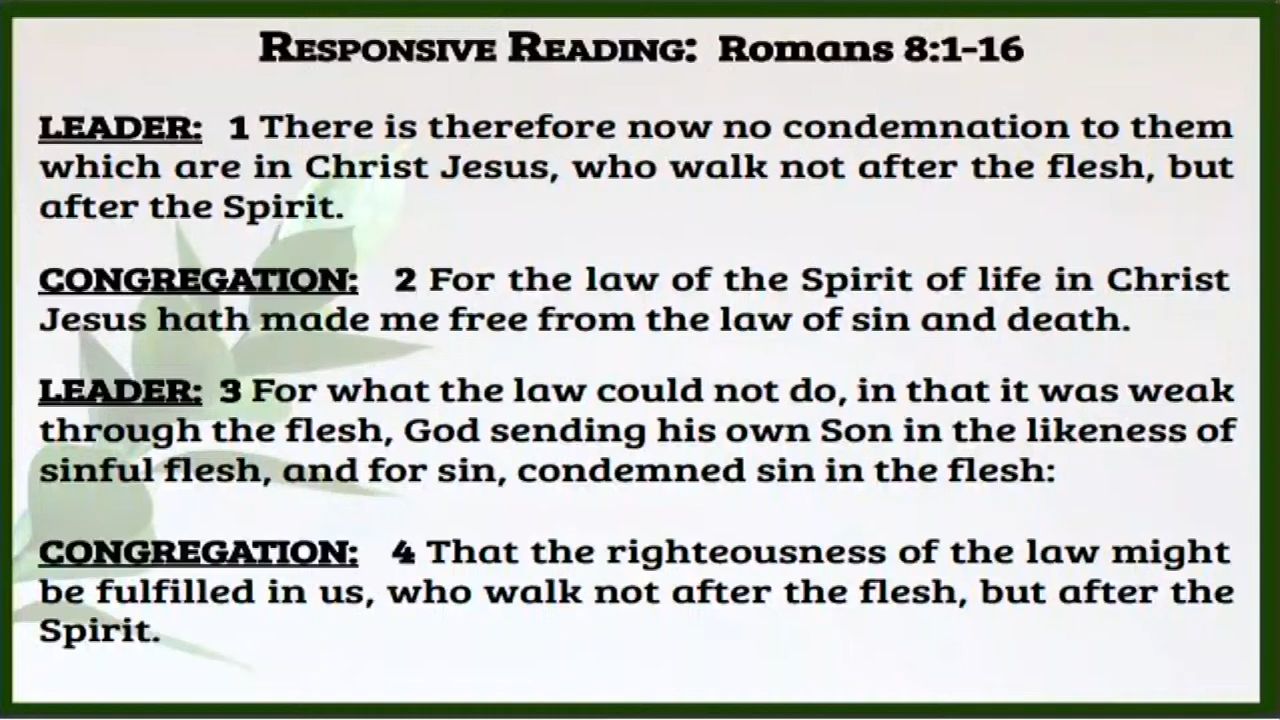 RESPONSIVE READING: Romans 8:1-16
LEADER: 1 There is therefore now no condemnation to them
which are in Christ Jesus, who walk not after the flesh, but
after the Spirit.
CONGREGATION: 2 For the law of the Spirit of life in Christ
Jesus hath made me free from the law of sin and death.
LEADER: 3 For what the law could not do, in that it was weak
through the flesh, God sending his own Son in the likeness of
sinful flesh, and for sin, condemned sin in the flesh:
CONGREGATION: 4 That the righteousness of the law might
be fulfilled in us, who walk not after the flesh, but after the
Spirit.